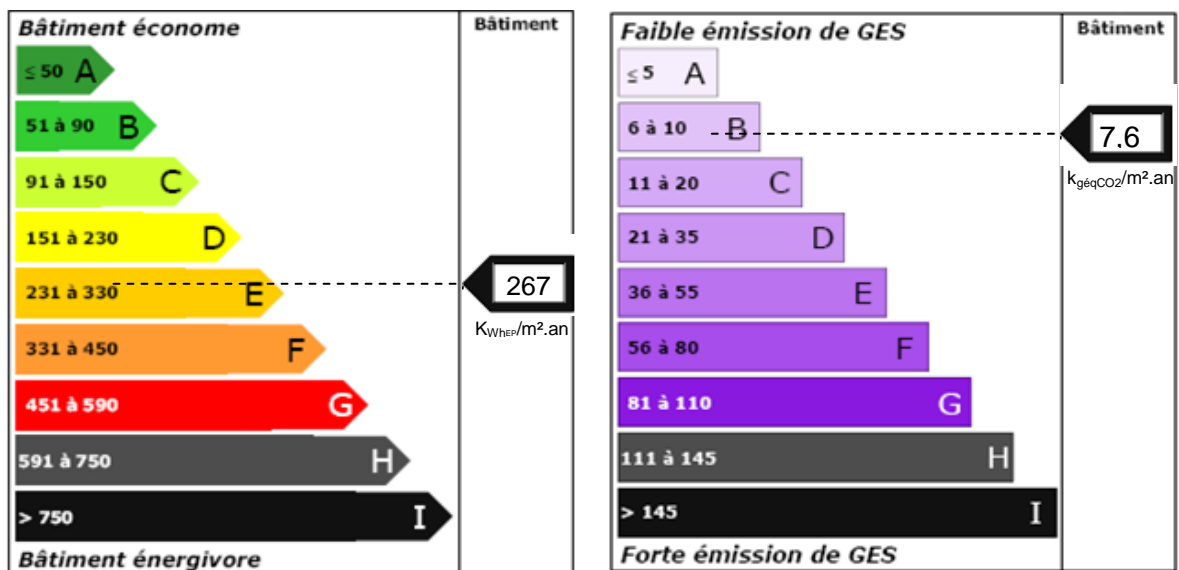 Bâtiment économe
Bâtiment
≤ 50 A
51 à 90 B
91 à 150 C
151 à 230 D
231 à 330 E
267
KWhEP/m².an
331 à 450 F
451 à 590 G
591 à 750 H
> 750 I
Bâtiment énergivore
Faible émission de GES
Bâtiment
≤ 5 A
6 à 10 B
7,6
kgéqCO2/m².an
11 à 20 C
21 à 35 D
36 à 55 E
56 à 80 F
81 à 110 G
111 à 145 H
> 145 I
Forte émission de GES